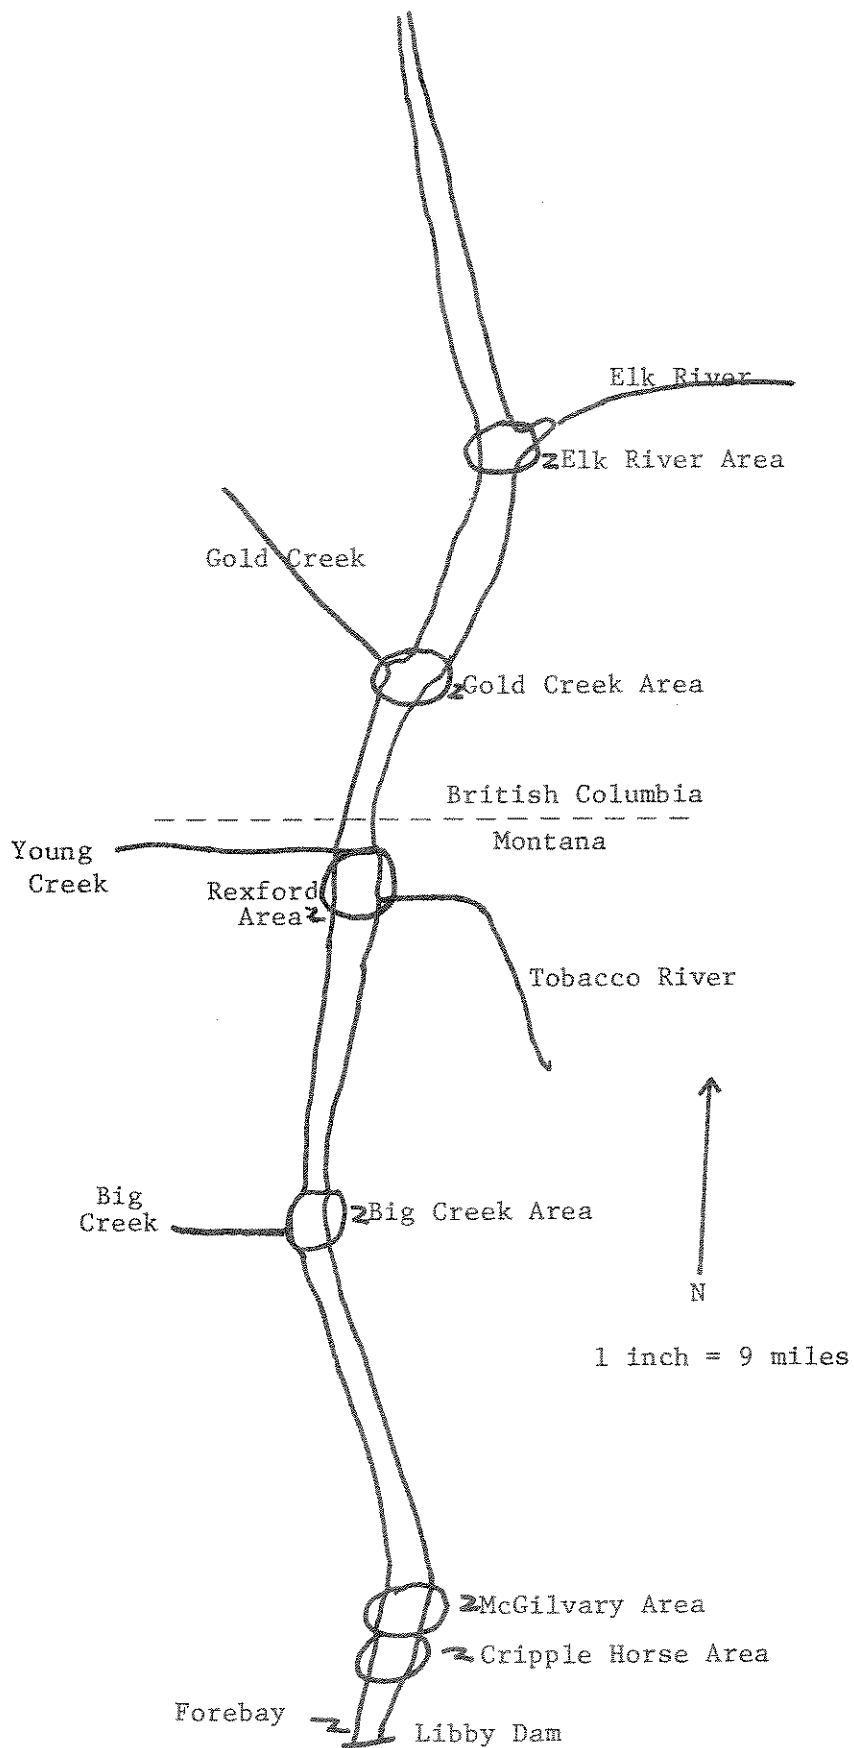 Elk River
Elk River Area
Gold Creek
Gold Creek Area
British Columbia
Montana
Young
Creek
Rexford
Area
Tobacco River
Big
Creek
Big Creek Area
N
1 inch = 9 miles
McGilvary Area
Cripple Horse Area
Forebay
Libby Dam